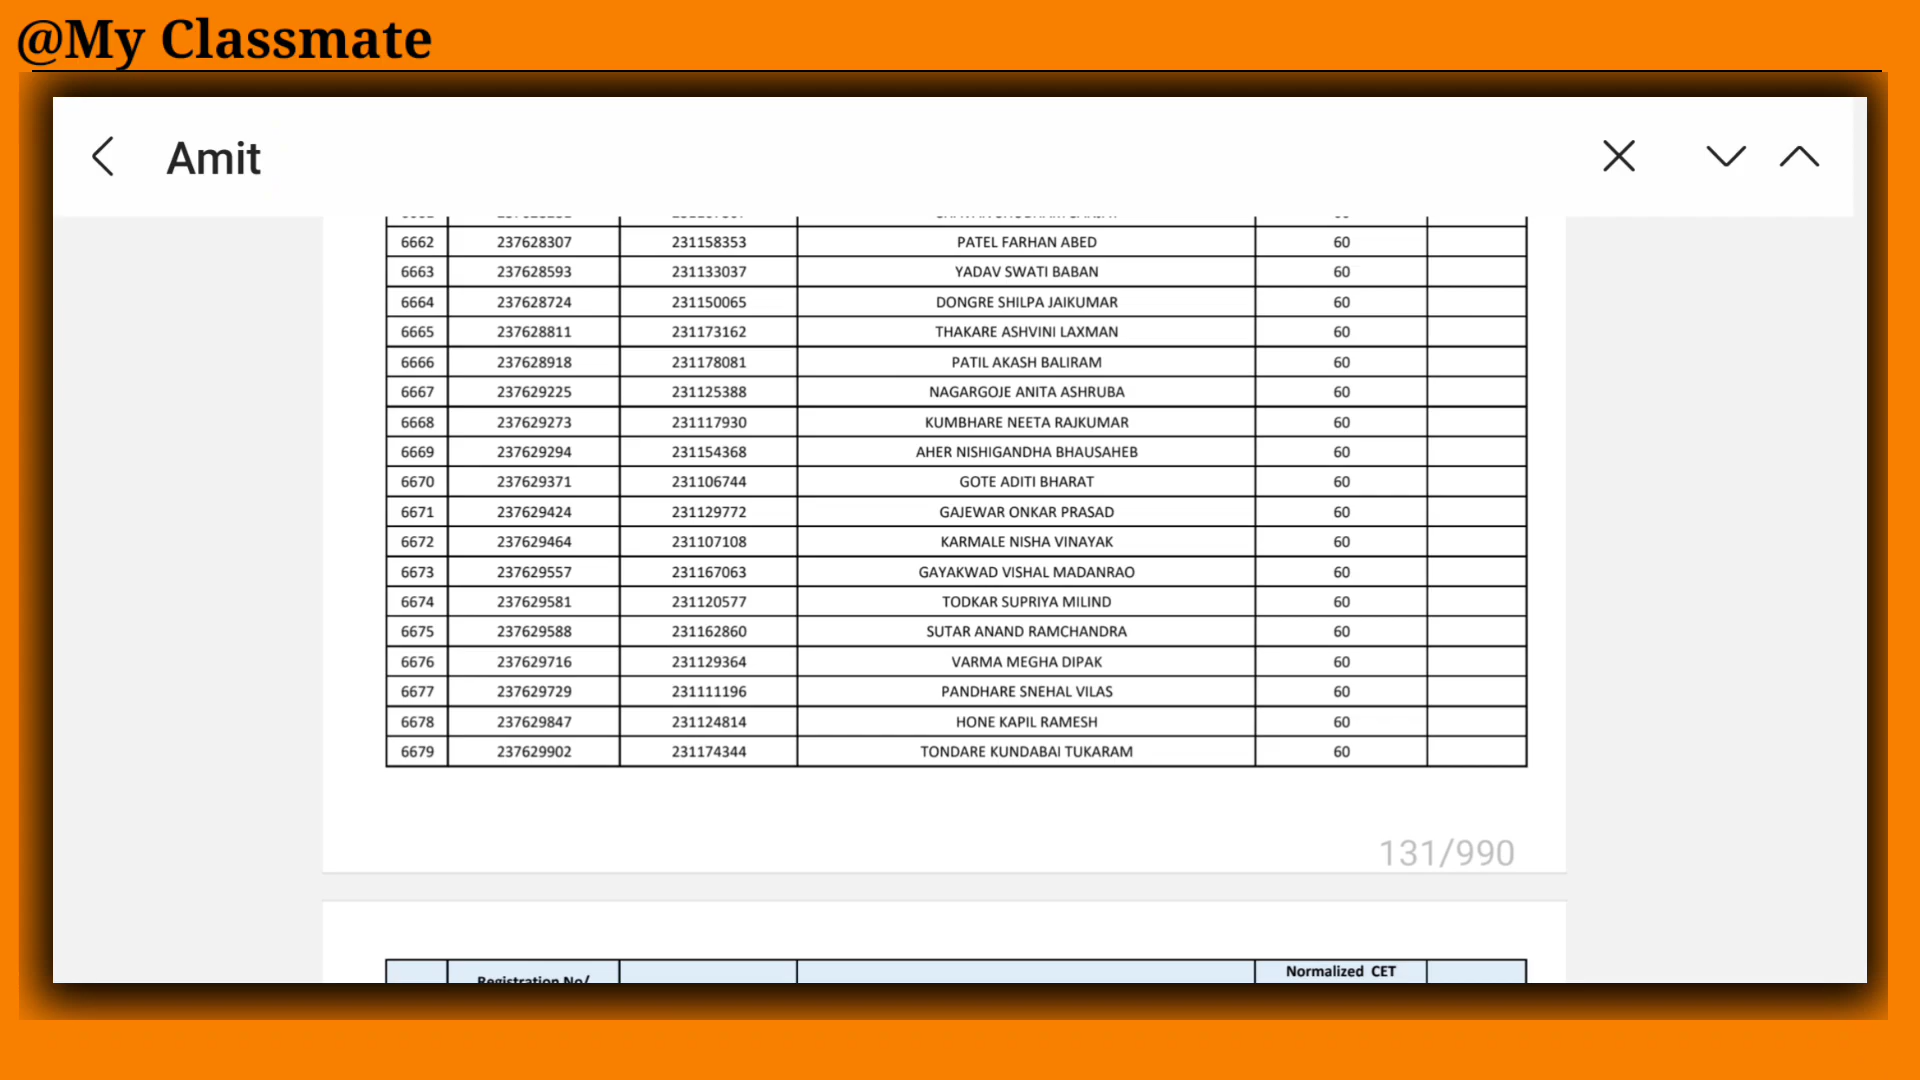 @My Classmate
Amit
6662 237628307 231158353 PATEL FARHAN ABED 60
6663 237628593 231133037 YADAV SWATI BABAN 60
6664 237628724 231150065 DONGRE SHILPA JAIKUMAR 60
6665 237628811 231173162 THAKARE ASHVINI LAXMAN 60
6666 237628918 231178081 PATIL AKASH BALIRAM 60
6667 237629225 231125388 NAGARGOJE ANITA ASHRUBA 60
6668 237629273 231117930 KUMBHARE NEETA RAJKUMAR 60
6669 237629294 231154368 AHER NISHIGANDHA BHAUSAHEB 60
6670 237629371 231106744 GOTE ADITI BHARAT 60
6671 237629424 231129772 GAJEWAR ONKAR PRASAD 60
6672 237629464 231107108 KARMALE NISHA VINAYAK 60
6673 237629557 231167063 GAYAKWAD VISHAL MADANRAO 60
6674 237629581 231120577 TODKAR SUPRIYA MILIND 60
6675 237629588 231162860 SUTAR ANAND RAMCHANDRA 60
6676 237629716 231129364 VARMA MEGHA DIPAK 60
6677 237629729 231111196 PANDHARE SNEHAL VILAS 60
6678 237629847 231124814 HONE KAPIL RAMESH 60
6679 237629902 231174344 TONDARE KUNDABAI TUKARAM 60
131/990
Normalized CET
Registration No/